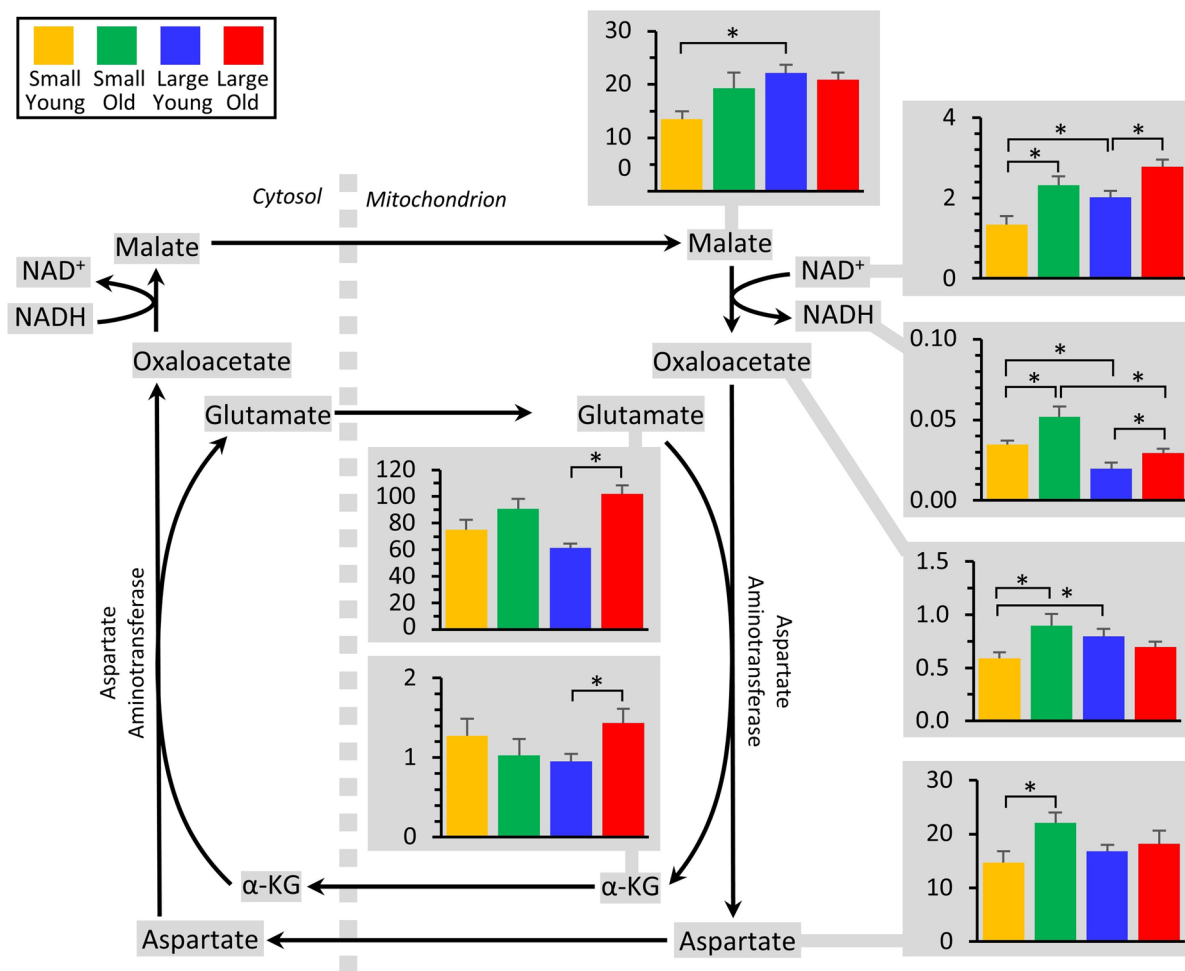 Small Young
Small Old
Large Young
Large Old
30
20
10
0
*
Cytosol
Mitochondrion
Malate
Malate
NAD⁺
NADH
NAD⁺
NADH
4
2
0
*
*
*
Oxaloacetate
Oxaloacetate
0.10
0.05
0.00
*
*
*
*
Glutamate
Glutamate
120
100
80
60
40
20
0
*
1.5
1.0
0.5
0.0
*
*
Aspartate
Aminotransferase
Aspartate
Aminotransferase
2
1
0
*
30
20
10
0
*
α-KG
α-KG
Aspartate
Aspartate